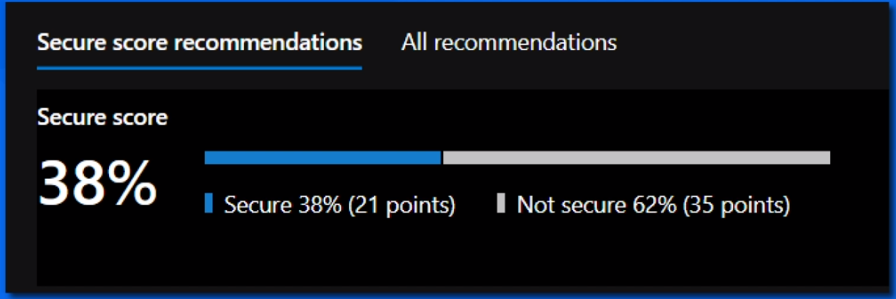 Secure score recommendations All recommendations
Secure score
38%
Secure 38% (21 points) Not secure 62% (35 points)